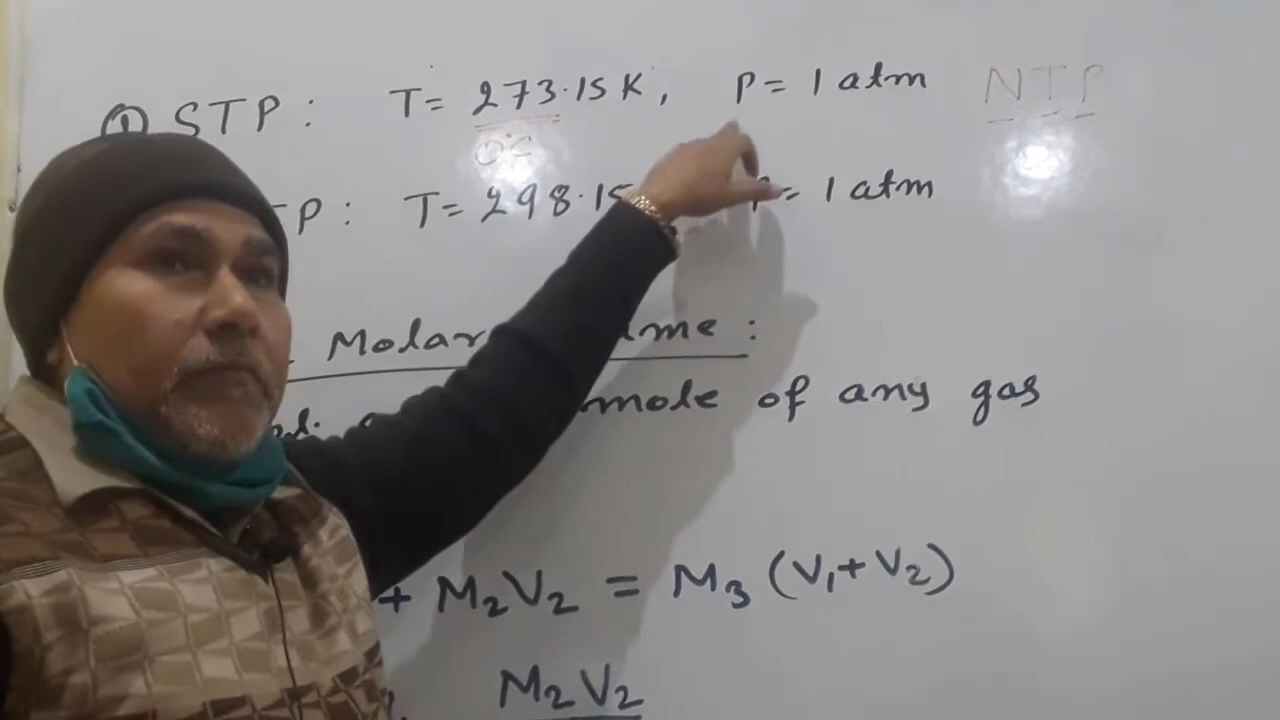 ① STP : T = 273.15 K, P = 1 atm NTP
0°C
TP : T = 298.15 P = 1 atm
Molar :
mole of any gas
+ M₂V₂ = M₃ (V₁ + V₂)
M₂V₂